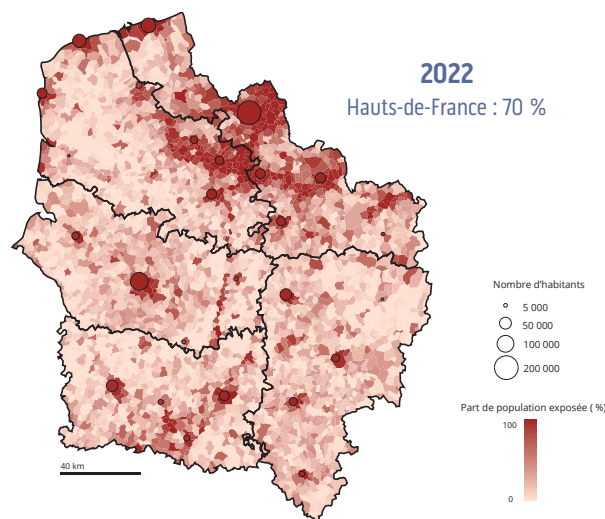 2022
Hauts-de-France : 70 %
Nombre d'habitants
5 000
50 000
100 000
200 000
Part de population exposée ( %)
100
0
40 km